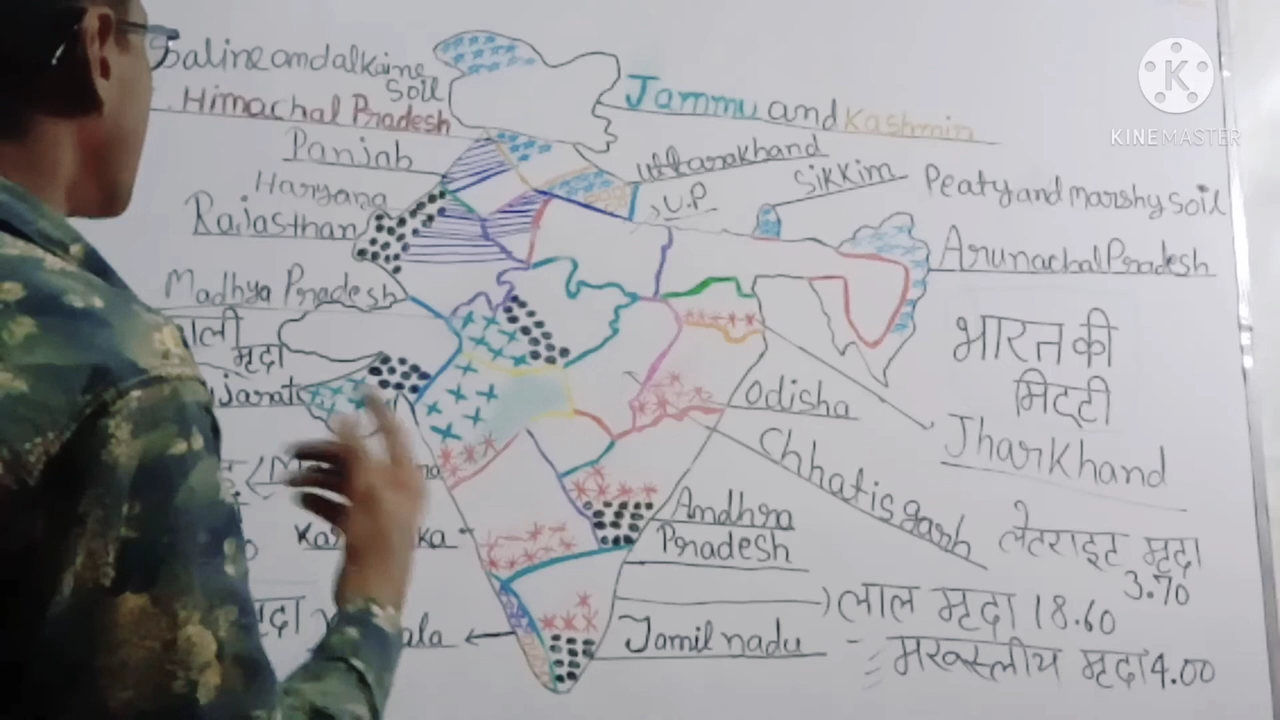 Saline and alkaine
soil
Himachal Pradesh
Jammu and Kashmin
KINEMASTER
Panjab
Uttarakhand
Sikkim
Peaty and marshy soil
Haryana
U.P
Rajasthan
Arunachal Pradesh
Madhya Pradesh
भारत की
मिट्टी
मृदा
Odisha
Jharkhand
Chhatisgarh
Andhra
Pradesh
लेटराइट मृदा
3.70
लाल मृदा 18.60
Tamil nadu
मरुस्लीय मृदा 4.00